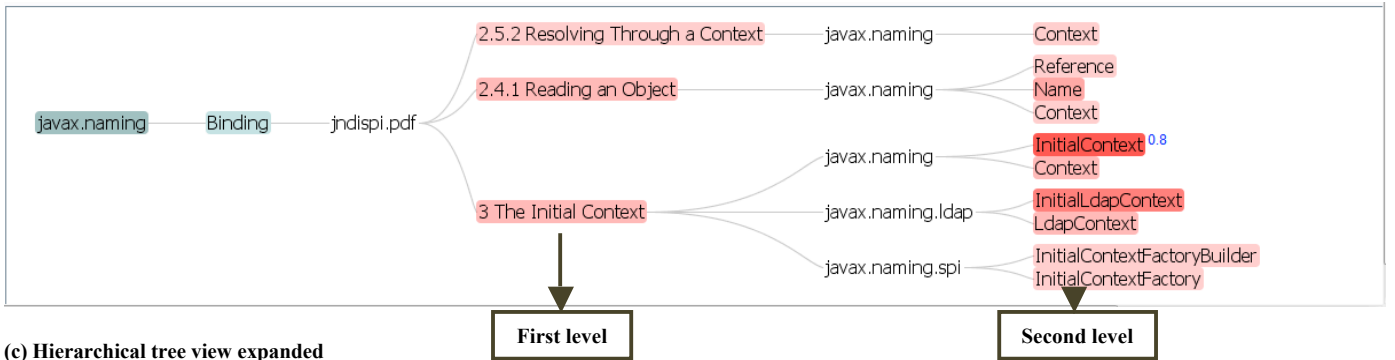 2.5.2 Resolving Through a Context javax.naming Context
Reference
2.4.1 Reading an Object javax.naming Name
Context
javax.naming Binding jndispi.pdf
InitialContext 0.8
javax.naming
Context
InitialLdapContext
3 The Initial Context javax.naming.ldap
LdapContext
InitialContextFactoryBuilder
javax.naming.spi
InitialContextFactory
First level Second level
(c) Hierarchical tree view expanded